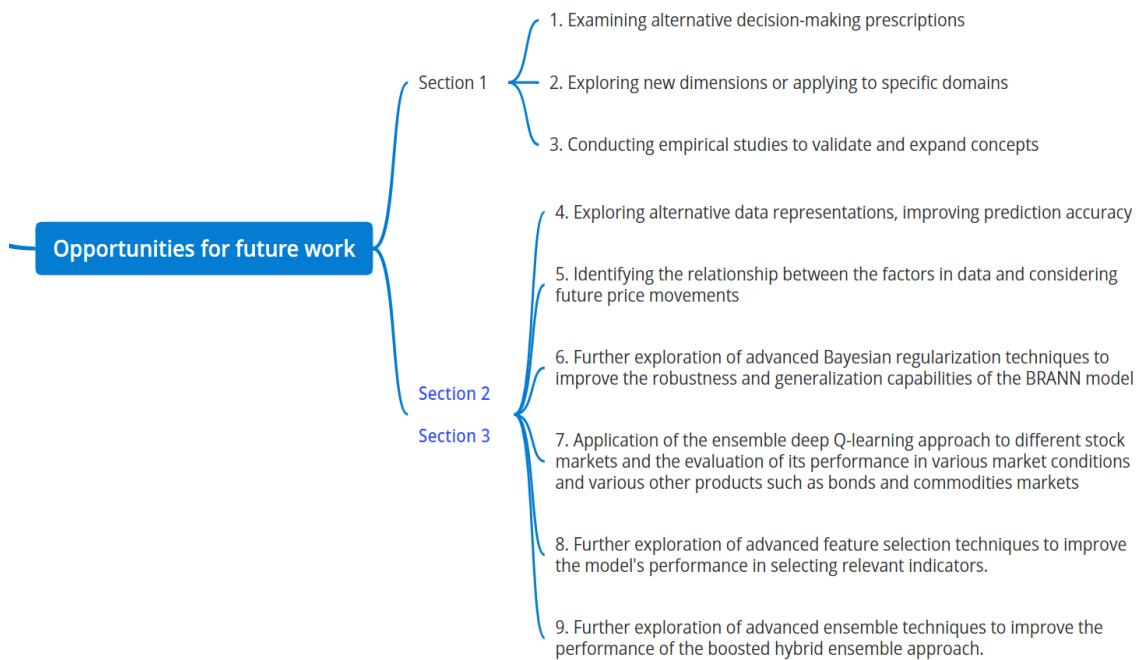 Opportunities for future work
Section 1
1. Examining alternative decision-making prescriptions
2. Exploring new dimensions or applying to specific domains
3. Conducting empirical studies to validate and expand concepts
Section 2
Section 3
4. Exploring alternative data representations, improving prediction accuracy
5. Identifying the relationship between the factors in data and considering
future price movements
6. Further exploration of advanced Bayesian regularization techniques to
improve the robustness and generalization capabilities of the BRANN model
7. Application of the ensemble deep Q-learning approach to different stock
markets and the evaluation of its performance in various market conditions
and various other products such as bonds and commodities markets
8. Further exploration of advanced feature selection techniques to improve
the model's performance in selecting relevant indicators.
9. Further exploration of advanced ensemble techniques to improve the
performance of the boosted hybrid ensemble approach.